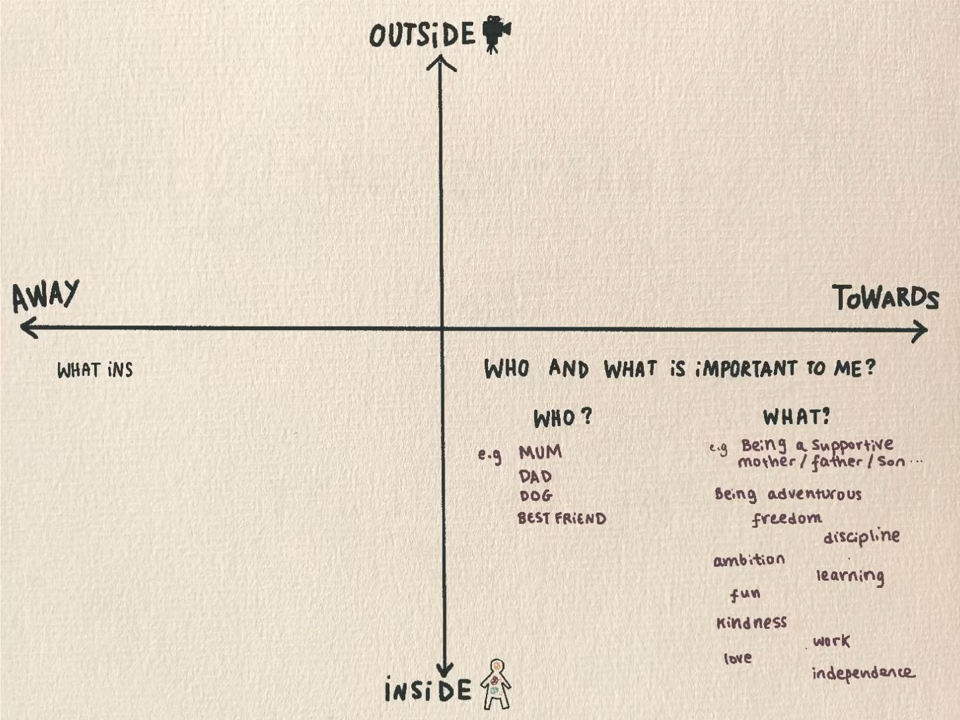 OUTSiDE
AWAY
TOWARDS
WHAT iNS
WHO AND WHAT iS iMPORTANT TO ME?
WHO?
WHAT?
e.g MUM
DAD
DOG
BEST FRiEND
e.g Being a supportive
mother / father / son ...
Being adventurous
freedom
discipline
ambition
learning
fun
kindness
work
love
independence
iNSiDE